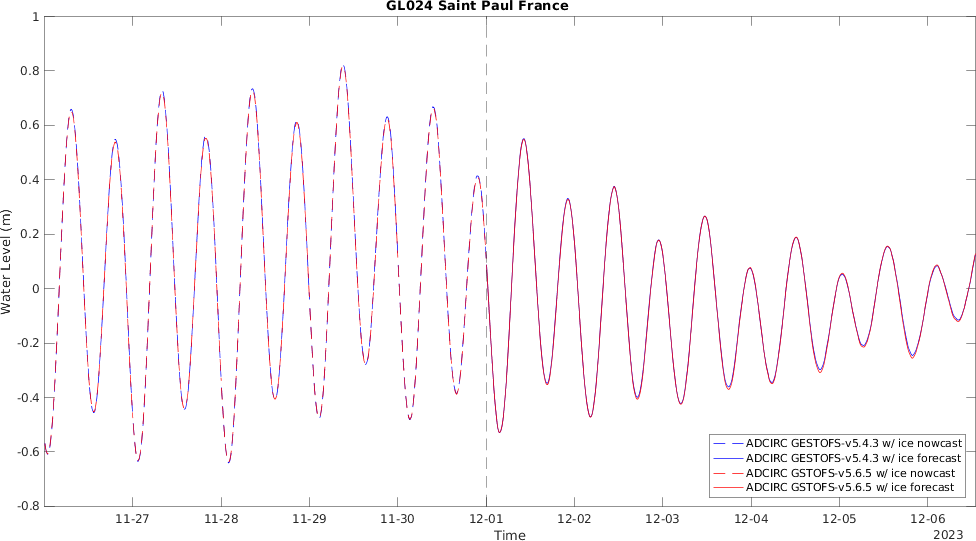 GL024 Saint Paul France
1
0.8
0.6
0.4
0.2
0
-0.2
-0.4
-0.6
-0.8
Water Level (m)
ADCIRC GESTOFS-v5.4.3 w/ ice nowcast
ADCIRC GESTOFS-v5.4.3 w/ ice forecast
ADCIRC GSTOFS-v5.6.5 w/ ice nowcast
ADCIRC GSTOFS-v5.6.5 w/ ice forecast
11-27 11-28 11-29 11-30 12-01 12-02 12-03 12-04 12-05 12-06
Time
2023